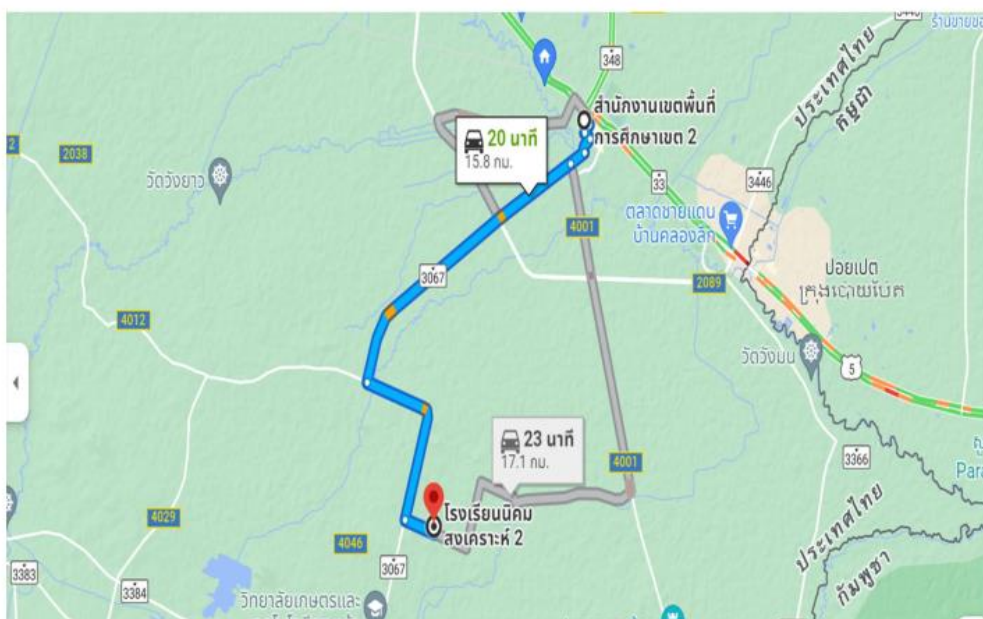 3446
ร้านขายขอ
348
ประเทศไทย
กัมพูชา
สำนักงานเขตพื้นที่
การศึกษาเขต 2
20 นาที
15.8 กม.
2
2038
วัดวังยาว
33
3446
ตลาดชายแดน
บ้านคลองลึก
4001
3067
2089
ปอยเปต
ក្រុងប៉ោយប៉ែត
4012
วัดวังมน
5
23 นาที
17.1 กม.
4001
3366
Para
โรงเรียนนิคม
สงเคราะห์ 2
4029
4046
3067
ประเทศไทย
กัมพูชา
3383
3384
วิทยาลัยเกษตรและ